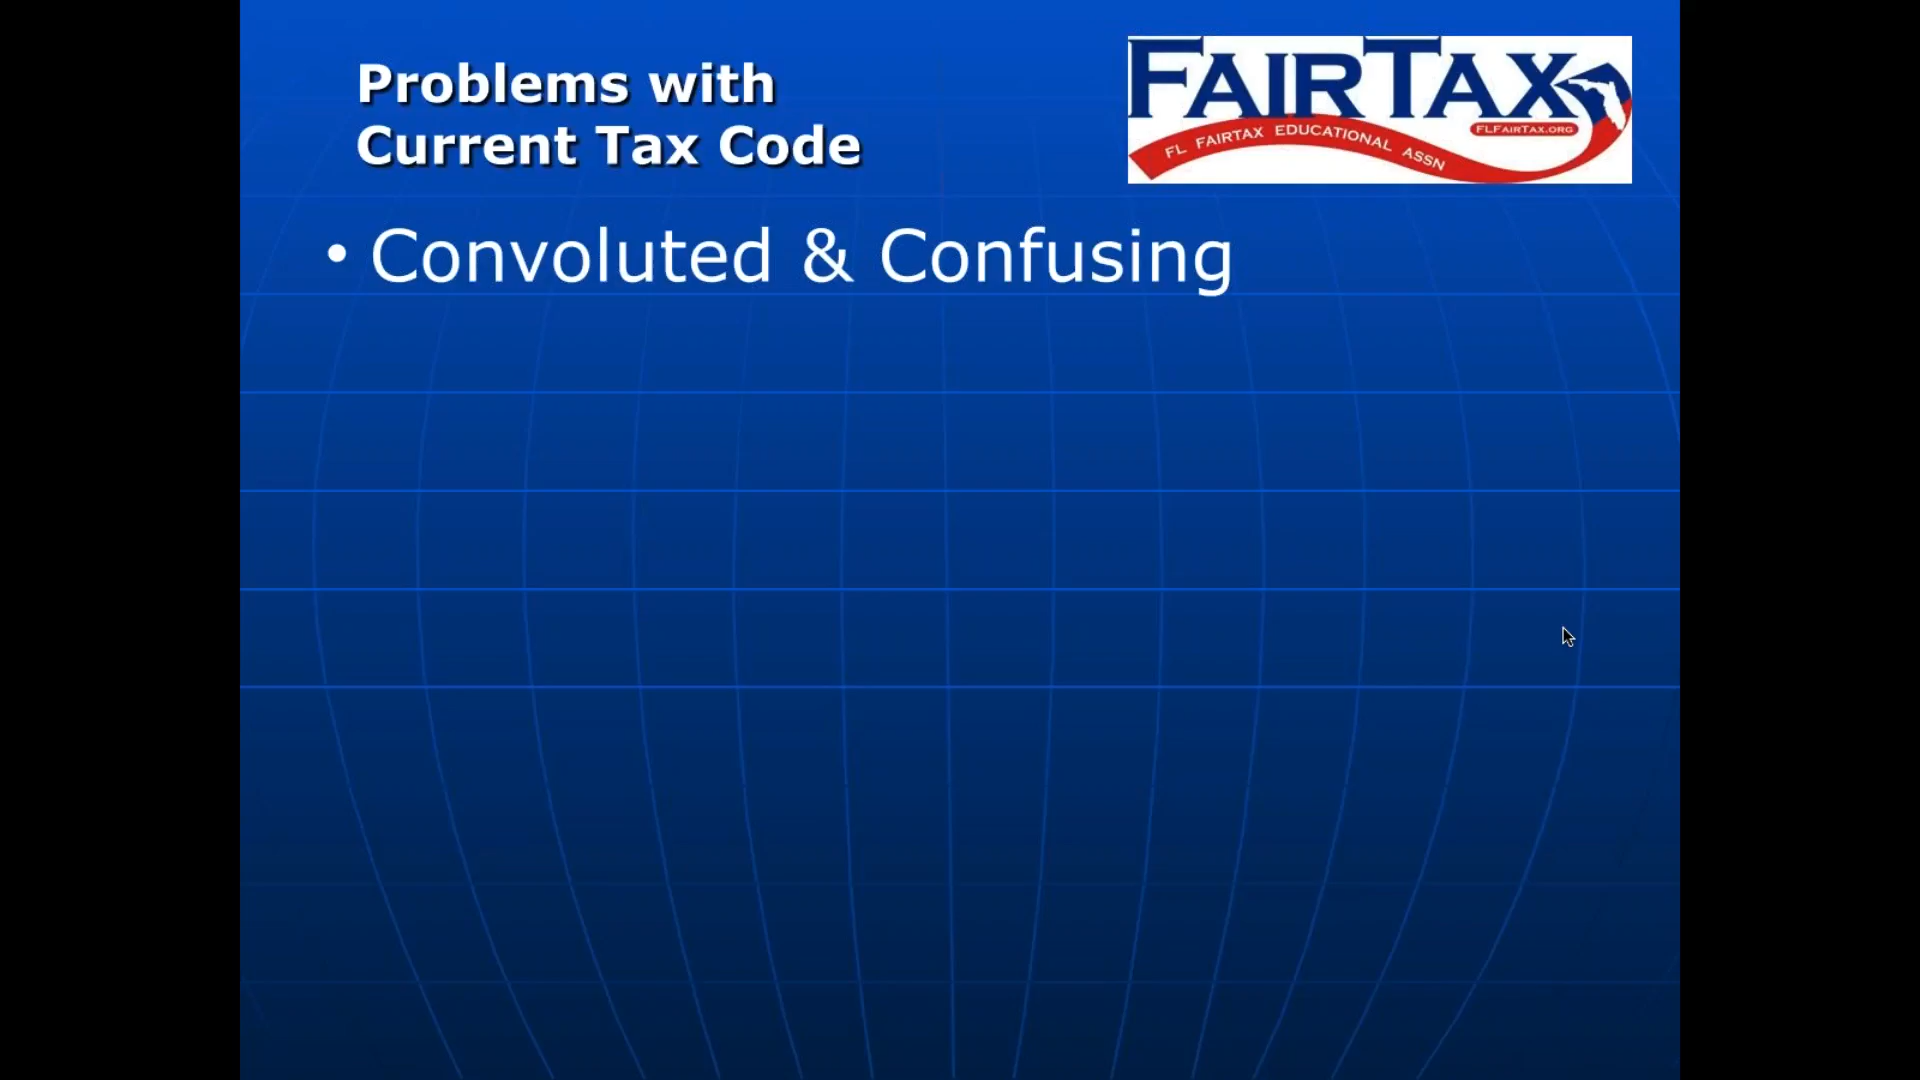 Problems with
Current Tax Code
FAIRTAX
FLFAIRTAX.ORG
FL FAIRTAX EDUCATIONAL ASSN
• Convoluted & Confusing